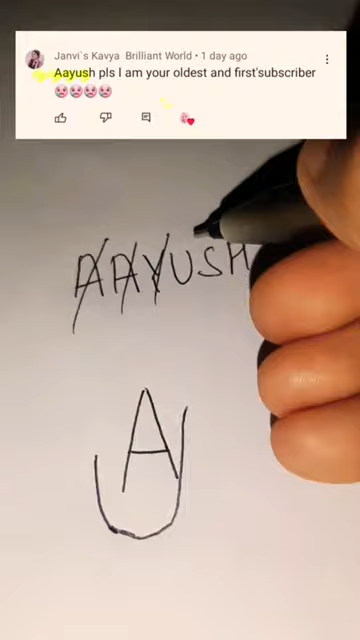 Janvi`s Kavya Brilliant World • 1 day ago
Aayush pls I am your oldest and first'subscriber
😢😢😢😢
AAYUSH
A
U